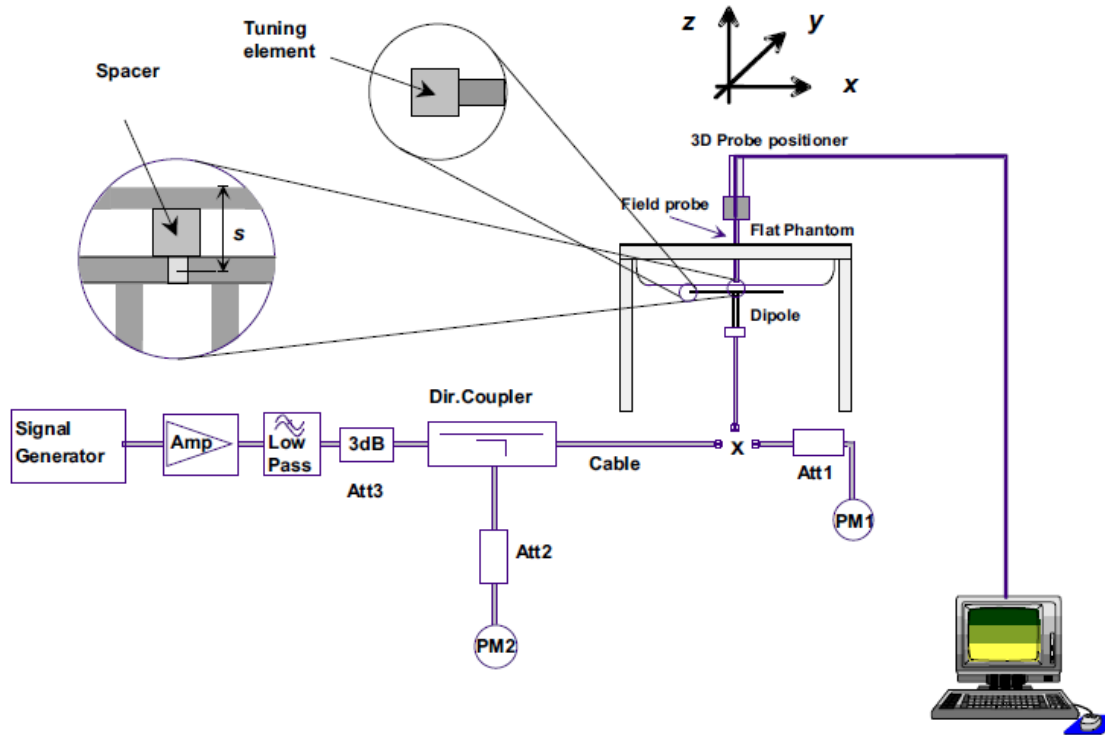 Tuning
element
Spacer
s
z
y
x
3D Probe positioner
Field probe
Flat Phantom
Dipole
Dir.Coupler
Signal
Generator
Amp
Low
Pass
3dB
Att3
Cable
X
Att1
PM1
Att2
PM2